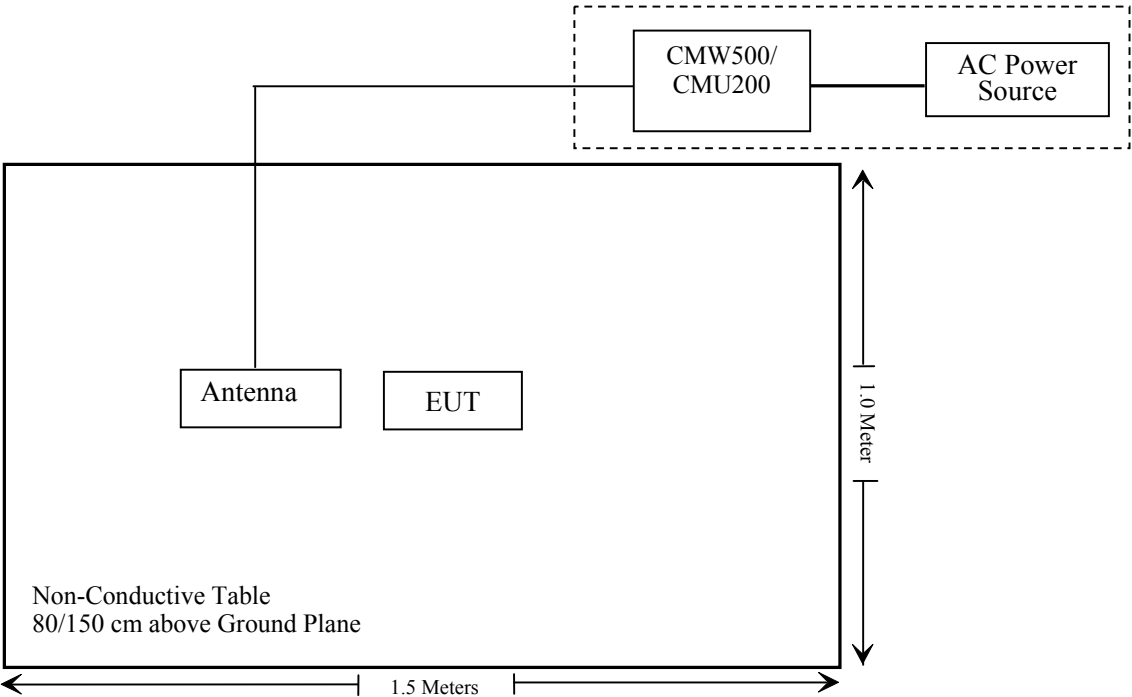 CMW500/
CMU200
AC Power
Source
Antenna
EUT
1.0 Meter
Non-Conductive Table
80/150 cm above Ground Plane
1.5 Meters